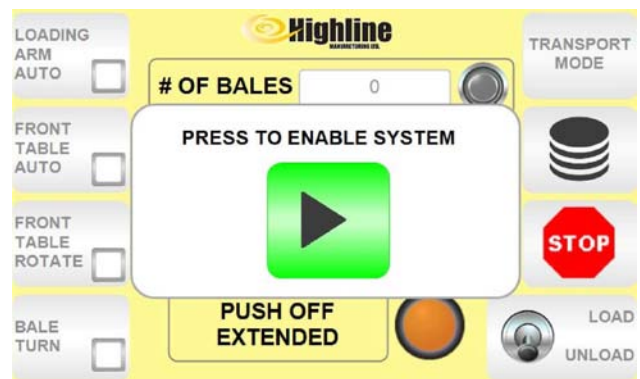 LOADING
ARM
AUTO
Highline
MANUFACTURING LTD.
TRANSPORT
MODE
# OF BALES
0
FRONT
TABLE
AUTO
PRESS TO ENABLE SYSTEM
FRONT
TABLE
ROTATE
STOP
PUSH OFF
EXTENDED
BALE
TURN
LOAD
UNLOAD